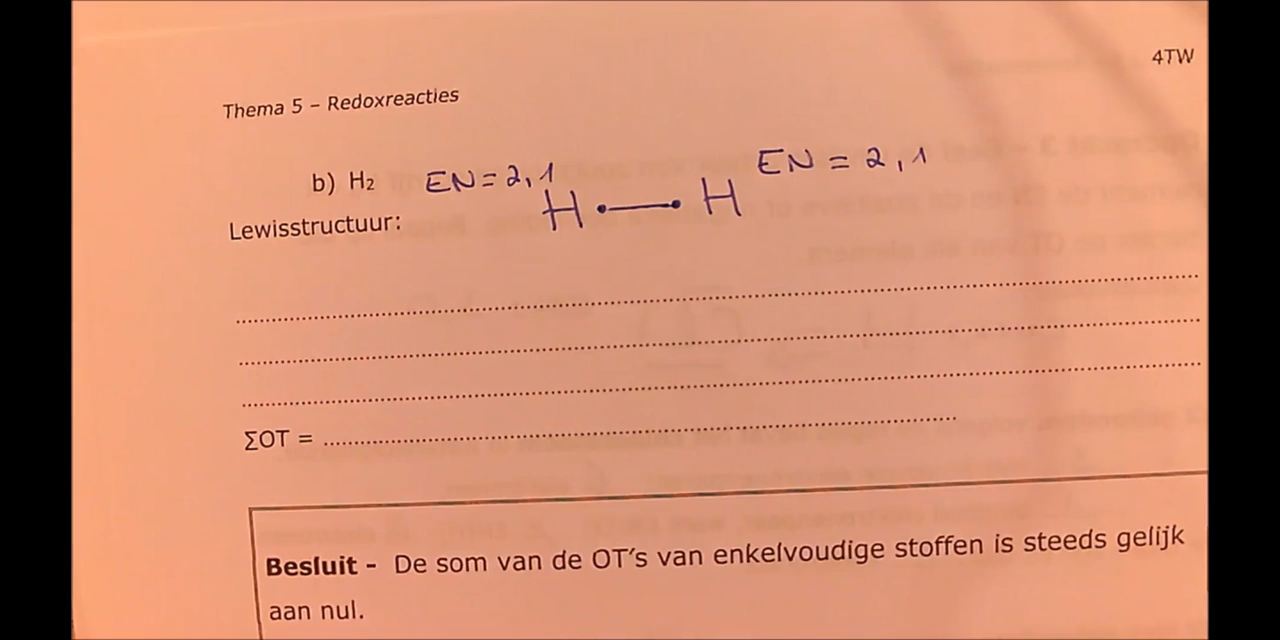 4TW
Thema 5 – Redoxreacties
b) H₂ EN = 2,1 EN = 2,1
Lewisstructuur: H •—• H
ΣOT = ........................................
Besluit - De som van de OT's van enkelvoudige stoffen is steeds gelijk
aan nul.